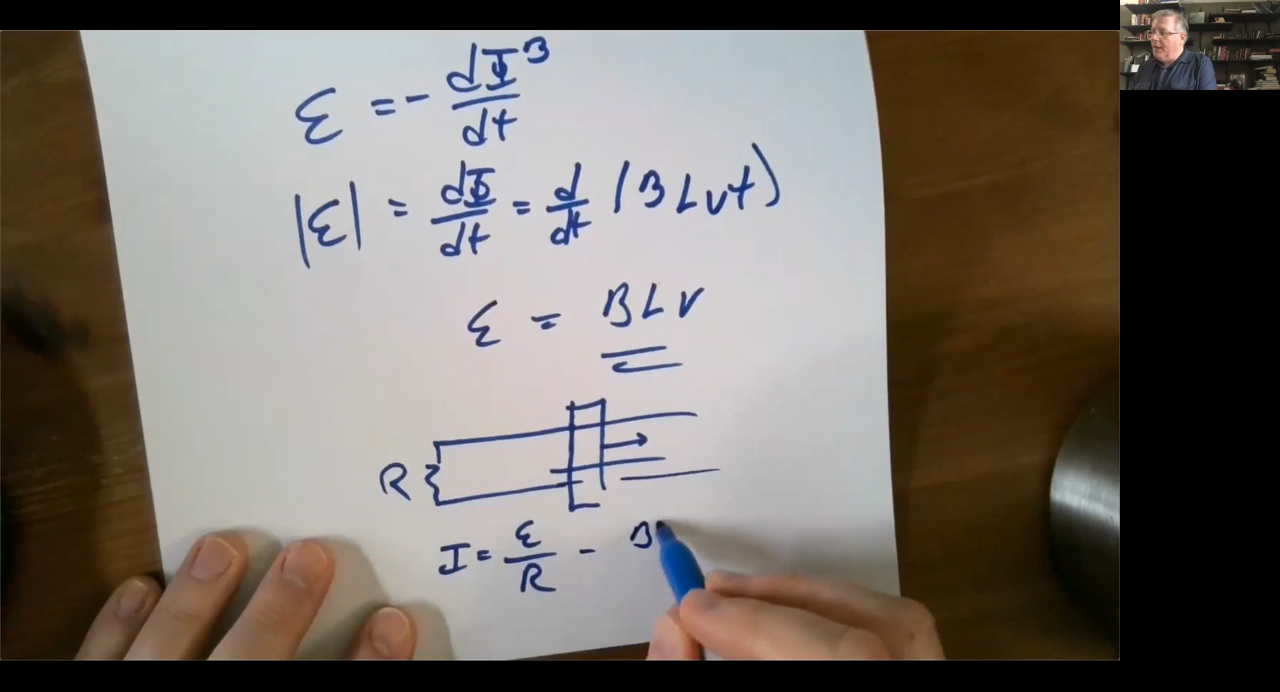 ε = - dΦB/dt
|ε| = dΦ/dt = d/dt (BLvt)
ε = BLv
R
I = ε/R - B